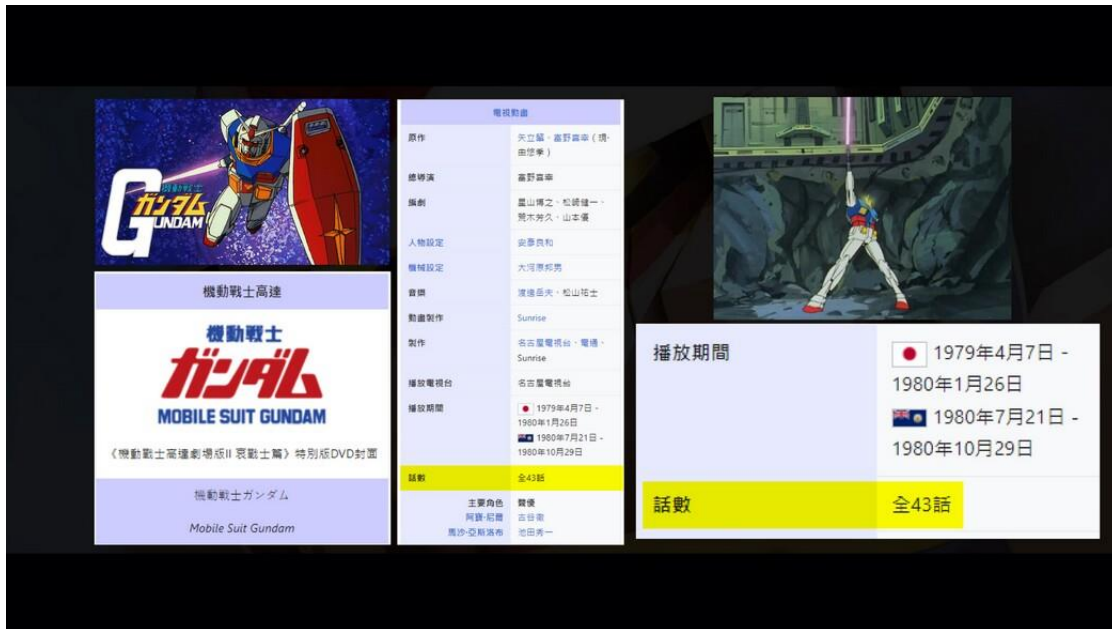 機動戰士
ガンダム
GUNDAM
機動戰士高達
機動戦士
ガンダム
MOBILE SUIT GUNDAM
《機動戰士高達劇場版II 哀戰士篇》特別版DVD封面
機動戦士ガンダム
Mobile Suit Gundam
電視動畫
原作 矢立肇、富野喜幸（現·
由悠季）
總導演 富野喜幸
編劇 星山博之、松崎健一、
荒木芳久、山本優
人物設定 安彥良和
機械設定 大河原邦男
音樂 渡邊岳夫、松山祐士
動畫製作 Sunrise
製作 名古屋電視台、電通、
Sunrise
播放電視台 名古屋電視台
播放期間 1979年4月7日 -
1980年1月26日
1980年7月21日 -
1980年10月29日
話數 全43話
主要角色 聲優
阿寶·尼爾 古谷徹
馬沙·亞斯洛布 池田秀一
播放期間 1979年4月7日 -
1980年1月26日
1980年7月21日 -
1980年10月29日
話數 全43話